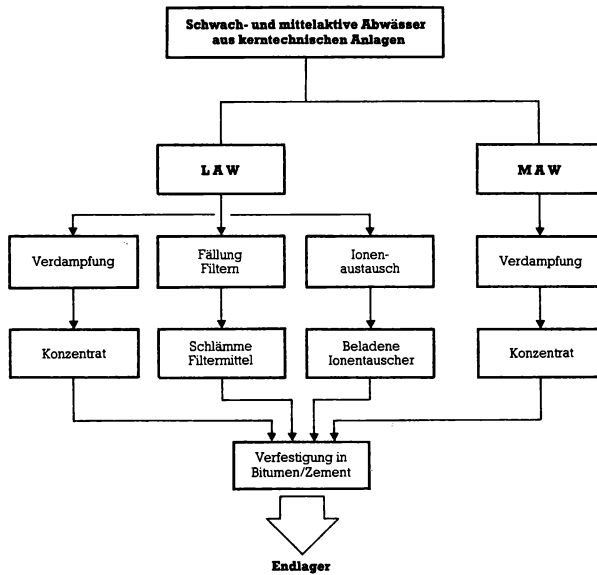 Schwach- und mittelaktive Abwässer
aus kerntechnischen Anlagen
LAW
MAW
Verdampfung
Fällung
Filtern
Ionen-
austausch
Verdampfung
Konzentrat
Schlämme
Filtermittel
Beladene
Ionentauscher
Konzentrat
Verfestigung in
Bitumen/Zement
Endlager